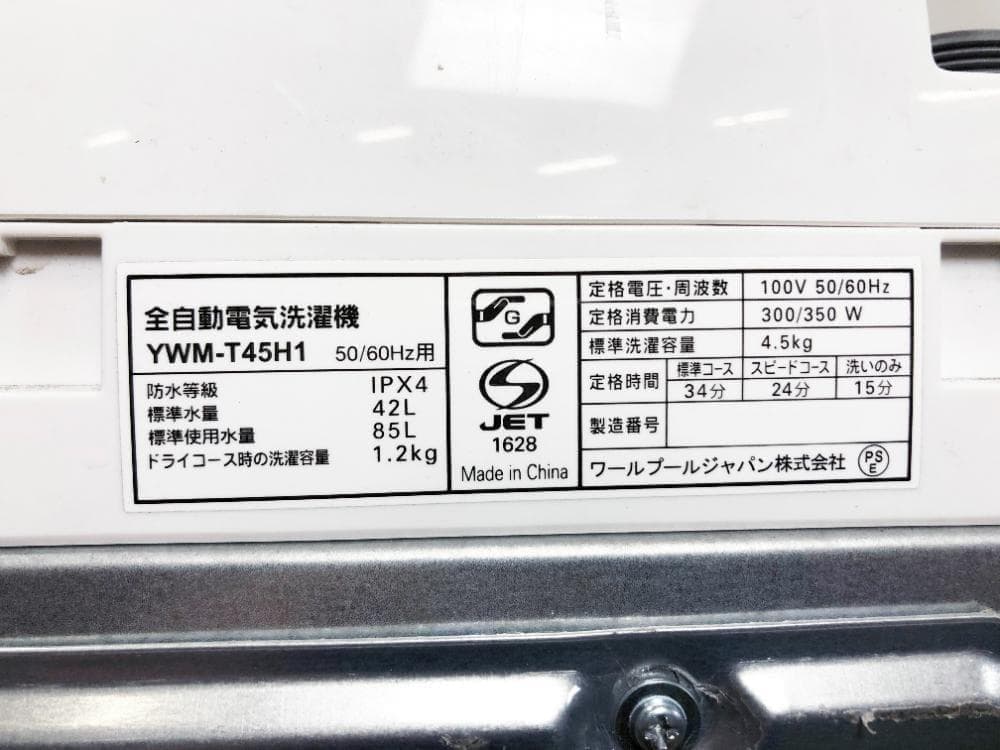 全自動電気洗濯機
YWM-T45H1 50/60Hz用
防水等級 IPX4
標準水量 42L
標準使用水量 85L
ドライコース時の洗濯容量 1.2kg
G
JET
1628
Made in China
定格電圧・周波数 100V 50/60Hz
定格消費電力 300/350 W
標準洗濯容量 4.5kg
定格時間 標準コース スピードコース 洗いのみ
34分 24分 15分
製造番号
ワールプールジャパン株式会社 PSE